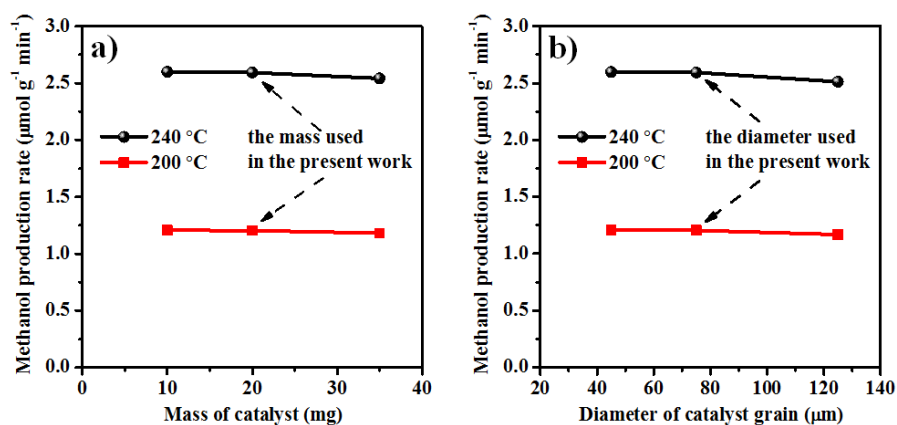 a)
Methanol production rate (μmol g⁻¹ min⁻¹)
3.0
2.5
2.0
1.5
1.0
0.5
0.0
240 °C
200 °C
the mass used
in the present work
0 10 20 30 40
Mass of catalyst (mg)
b)
Methanol production rate (μmol g⁻¹ min⁻¹)
3.0
2.5
2.0
1.5
1.0
0.5
0.0
240 °C
200 °C
the diameter used
in the present work
20 40 60 80 100 120 140
Diameter of catalyst grain (μm)